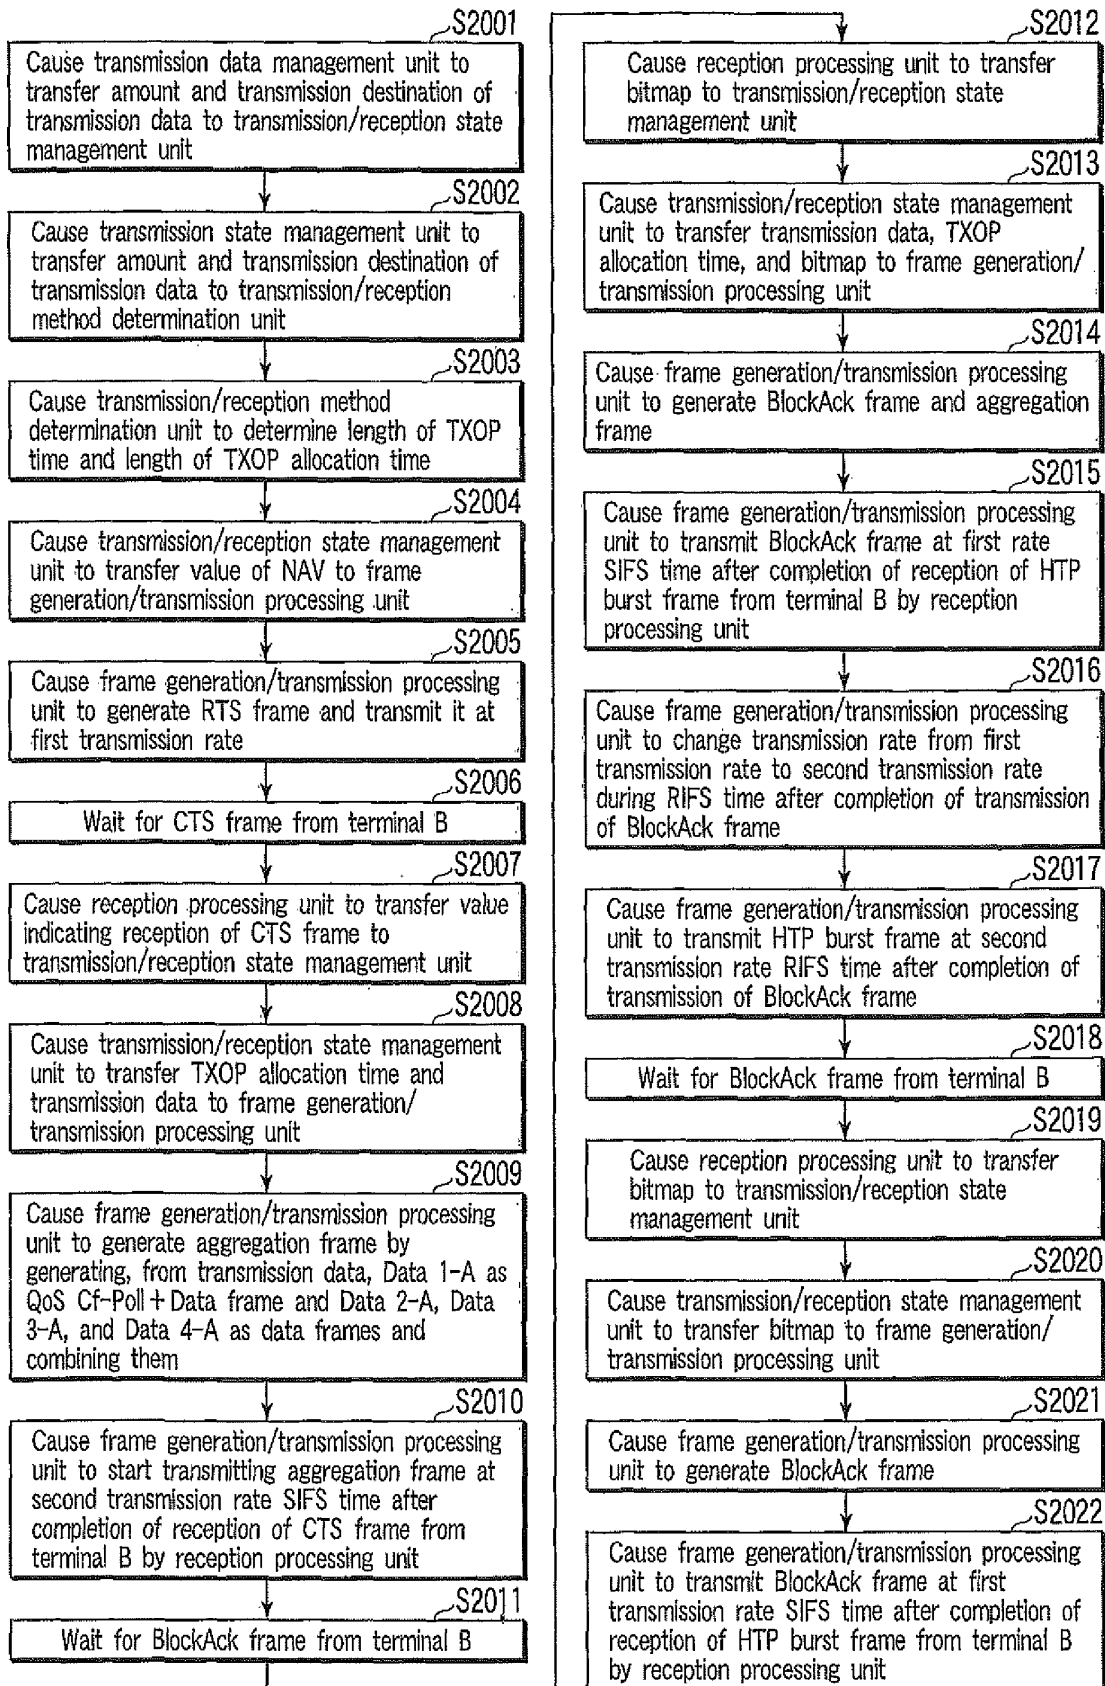 S2001
Cause transmission data management unit to
transfer amount and transmission destination of
transmission data to transmission/reception state
management unit
S2002
Cause transmission state management unit to
transfer amount and transmission destination of
transmission data to transmission/reception
method determination unit
S2003
Cause transmission/reception method
determination unit to determine length of TXOP
time and length of TXOP allocation time
S2004
Cause transmission/reception state management
unit to transfer value of NAV to frame
generation/transmission processing unit
S2005
Cause frame generation/transmission processing
unit to generate RTS frame and transmit it at
first transmission rate
S2006
Wait for CTS frame from terminal B
S2007
Cause reception processing unit to transfer value
indicating reception of CTS frame to
transmission/reception state management unit
S2008
Cause transmission/reception state management
unit to transfer TXOP allocation time and
transmission data to frame generation/
transmission processing unit
S2009
Cause frame generation/transmission processing
unit to generate aggregation frame by
generating, from transmission data, Data 1-A as
QoS Cf-Poll + Data frame and Data 2-A, Data
3-A, and Data 4-A as data frames and
combining them
S2010
Cause frame generation/transmission processing
unit to start transmitting aggregation frame at
second transmission rate SIFS time after
completion of reception of CTS frame from
terminal B by reception processing unit
S2011
Wait for BlockAck frame from terminal B
S2012
Cause reception processing unit to transfer
bitmap to transmission/reception state
management unit
S2013
Cause transmission/reception state management
unit to transfer transmission data, TXOP
allocation time, and bitmap to frame generation/
transmission processing unit
S2014
Cause frame generation/transmission processing
unit to generate BlockAck frame and aggregation
frame
S2015
Cause frame generation/transmission processing
unit to transmit BlockAck frame at first rate
SIFS time after completion of reception of HTP
burst frame from terminal B by reception
processing unit
S2016
Cause frame generation/transmission processing
unit to change transmission rate from first
transmission rate to second transmission rate
during RIFS time after completion of transmission
of BlockAck frame
S2017
Cause frame generation/transmission processing
unit to transmit HTP burst frame at second
transmission rate RIFS time after completion of
transmission of BlockAck frame
S2018
Wait for BlockAck frame from terminal B
S2019
Cause reception processing unit to transfer
bitmap to transmission/reception state
management unit
S2020
Cause transmission/reception state management
unit to transfer bitmap to frame generation/
transmission processing unit
S2021
Cause frame generation/transmission processing
unit to generate BlockAck frame
S2022
Cause frame generation/transmission processing
unit to transmit BlockAck frame at first
transmission rate SIFS time after completion of
reception of HTP burst frame from terminal B
by reception processing unit